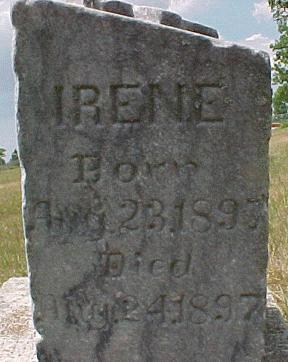 IRENE
Born
Aug. 23, 1897
Died
Aug. 24, 1897